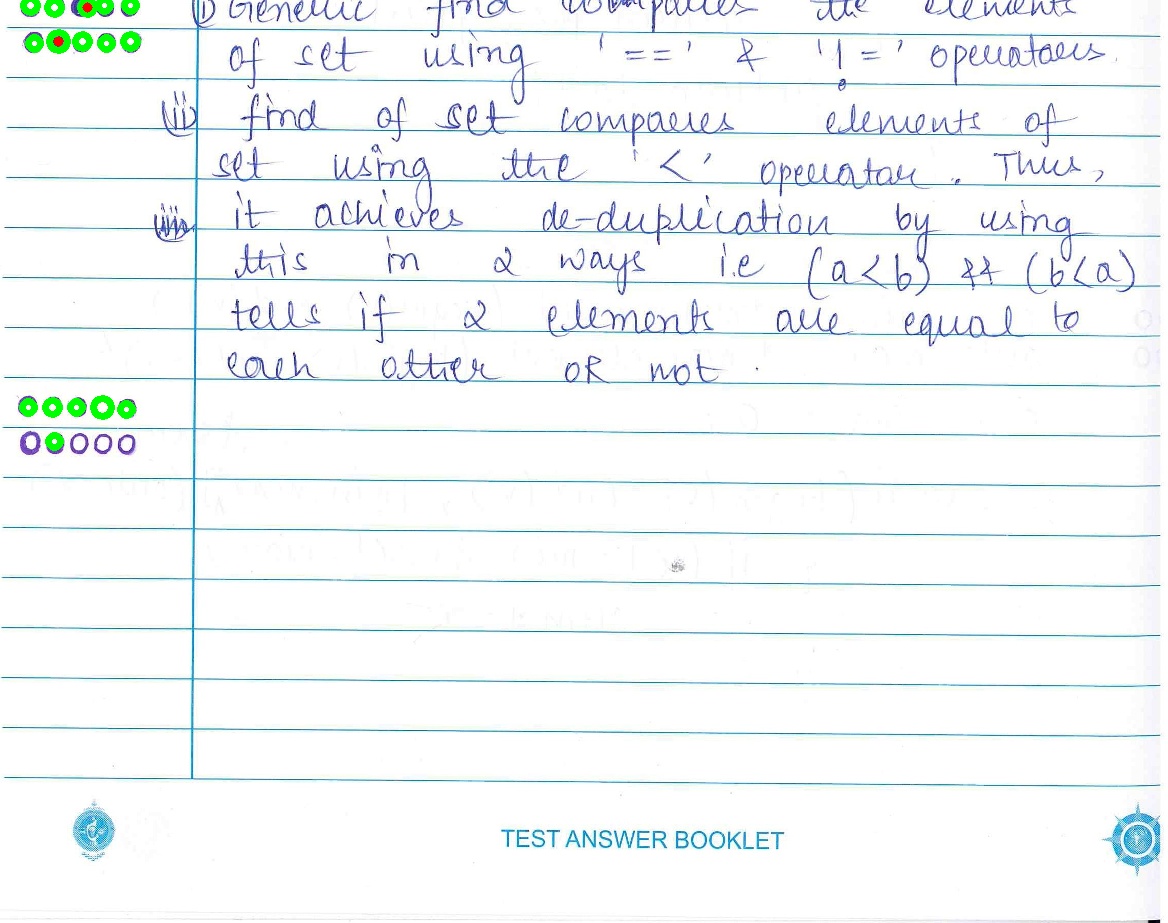 (i) Generic find compares the elements
of set using '==' & '!=' operators.
(ii) find of set compares elements of
set using the '<' operator. Thus,
(iii) it achieves de-duplication by using
this in 2 ways i.e (a<b) && (b<a)
tells if 2 elements are equal to
each other OR not.
TEST ANSWER BOOKLET